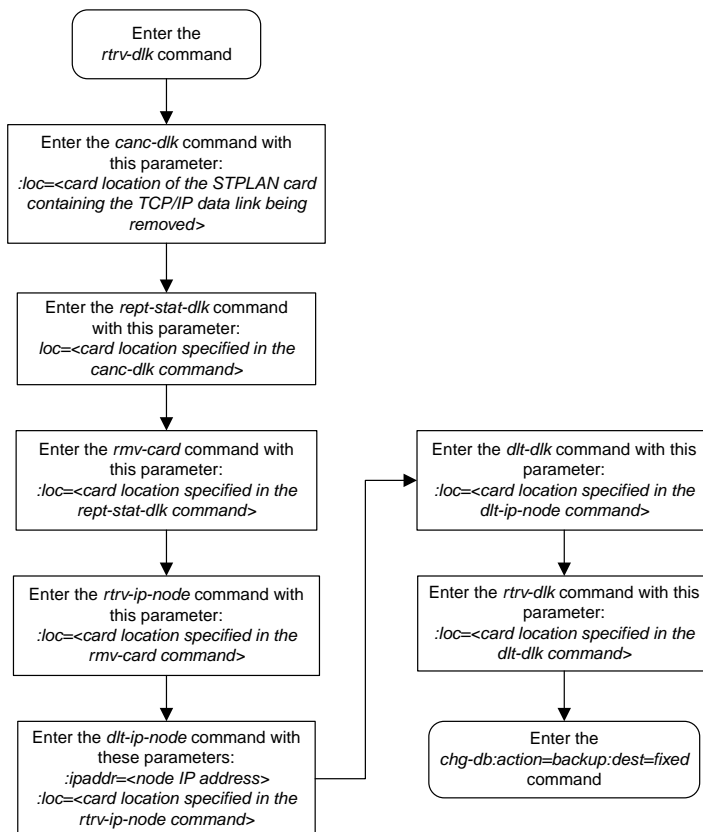 Enter the
rtrv-dlk command
Enter the canc-dlk command with
this parameter:
:loc=<card location of the STPLAN card
containing the TCP/IP data link being
removed>
Enter the rept-stat-dlk command
with this parameter:
loc=<card location specified in the
canc-dlk command>
Enter the rmv-card command with
this parameter:
:loc=<card location specified in the
rept-stat-dlk command>
Enter the rtrv-ip-node command with
this parameter:
:loc=<card location specified in the
rmv-card command>
Enter the dlt-ip-node command with
these parameters:
:ipaddr=<node IP address>
:loc=<card location specified in the
rtrv-ip-node command>
Enter the dlt-dlk command with this
parameter:
:loc=<card location specified in the
dlt-ip-node command>
Enter the rtrv-dlk command with this
parameter:
:loc=<card location specified in the
dlt-dlk command>
Enter the
chg-db:action=backup:dest=fixed
command